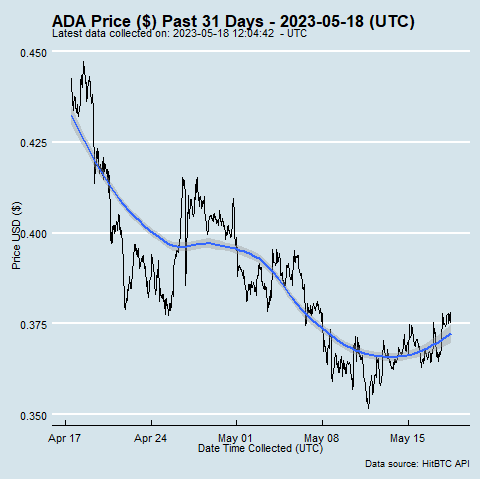 ADA Price ($) Past 31 Days - 2023-05-18 (UTC)
Latest data collected on: 2023-05-18 12:04:42 - UTC
0.450
0.425
0.400
0.375
0.350
Price USD ($)
Apr 17 Apr 24 May 01 May 08 May 15
Date Time Collected (UTC)
Data source: HitBTC API